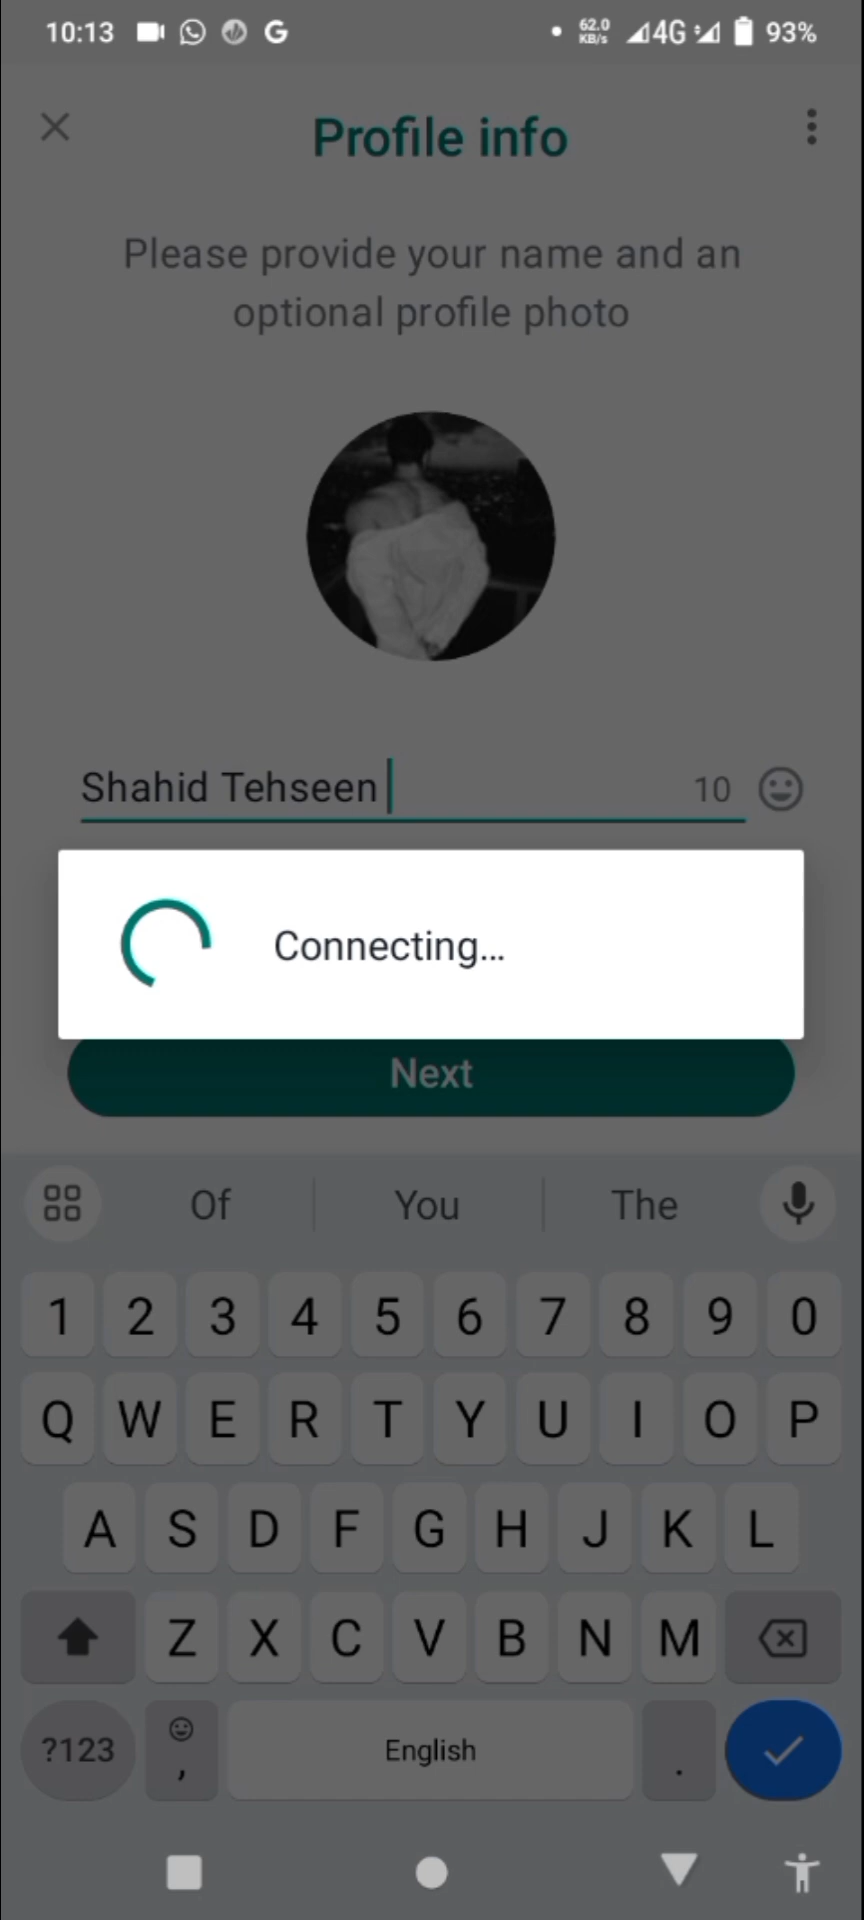 10:13 G 62.0 KB/s 4G 93%
Profile info
Please provide your name and an
optional profile photo
Shahid Tehseen 10
Connecting...
Next
Of You The
1 2 3 4 5 6 7 8 9 0
Q W E R T Y U I O P
A S D F G H J K L
Z X C V B N M
?123 , English .